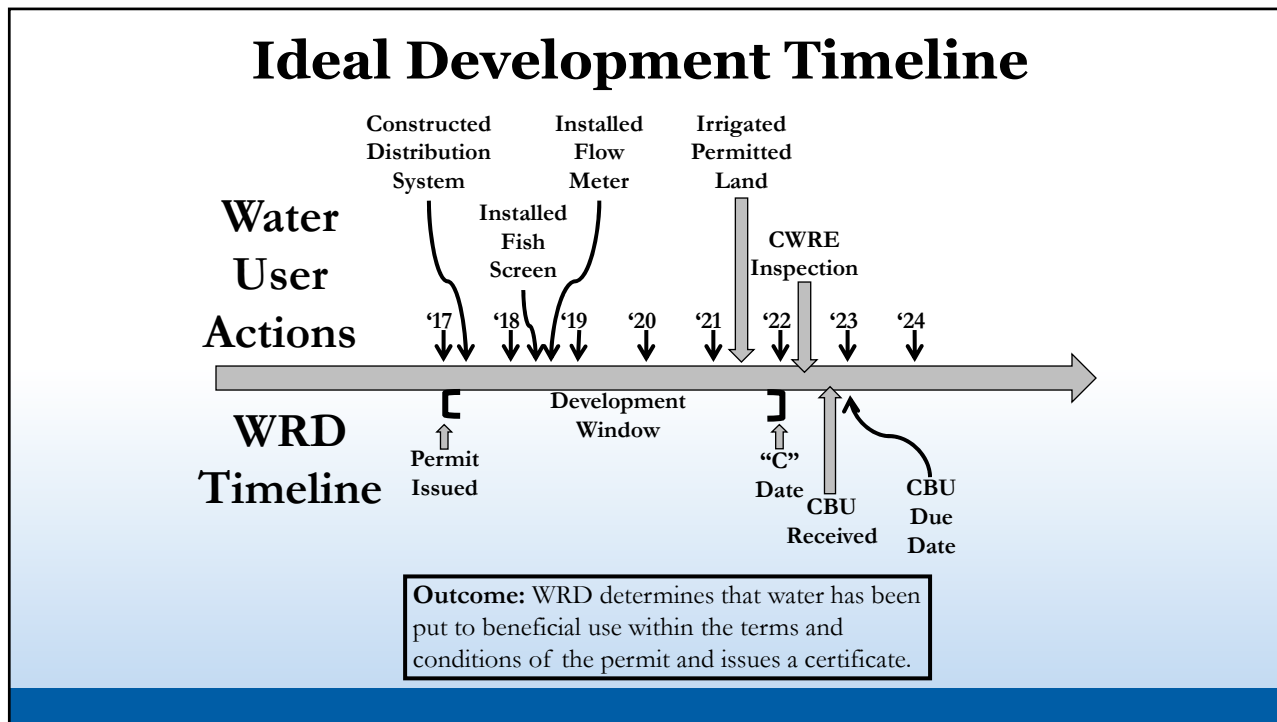 Ideal Development Timeline
Constructed
Distribution
System
Installed
Flow
Meter
Irrigated
Permitted
Land
Installed
Fish
Screen
CWRE
Inspection
Water
User
Actions
‘17
‘18
‘19
‘20
‘21
‘22
‘23
‘24
WRD
Timeline
Development
Window
Permit
Issued
“C”
Date
CBU
Received
CBU
Due
Date
Outcome: WRD determines that water has been
put to beneficial use within the terms and
conditions of the permit and issues a certificate.